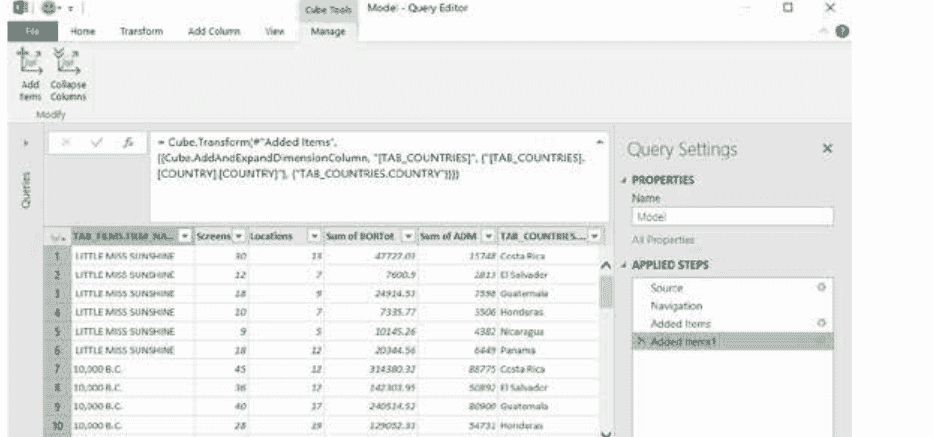 Cube Tools Model - Query Editor
File Home Transform Add Column View Manage
Add Items Collapse Columns
Modify
= Cube.Transform(#"Added Items",
{{Cube.AddAndExpandDimensionColumn, "[TAB_COUNTRIES]", {"[TAB_COUNTRIES].
[COUNTRY].[COUNTRY]"}, {"TAB_COUNTRIES.COUNTRY"}}})
Queries
Query Settings
PROPERTIES
Name
Model
All Properties
APPLIED STEPS
Source
Navigation
Added Items
Added Items1
TAB_FILMS.FILM_NA... Screens Locations Sum of BORTot Sum of ADM TAB_COUNTRIES....
1 LITTLE MISS SUNSHINE 30 13 47727.03 15748 Costa Rica
2 LITTLE MISS SUNSHINE 12 7 7600.9 2813 El Salvador
3 LITTLE MISS SUNSHINE 18 9 24914.53 7598 Guatemala
4 LITTLE MISS SUNSHINE 10 7 7335.77 3506 Honduras
5 LITTLE MISS SUNSHINE 9 5 10145.26 4382 Nicaragua
6 LITTLE MISS SUNSHINE 18 12 20344.56 6449 Panama
7 10,000 B.C. 45 12 314380.32 88775 Costa Rica
8 10,000 B.C. 36 12 142303.95 50892 El Salvador
9 10,000 B.C. 40 17 240514.52 80900 Guatemala
10 10,000 B.C. 28 19 129052.31 54731 Honduras